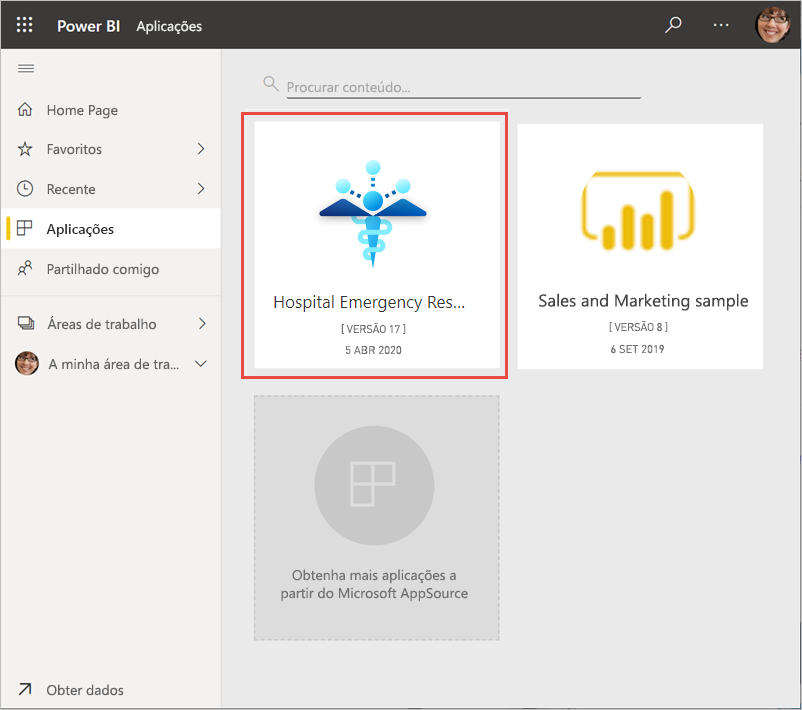 Power BI Aplicações
Home Page
Favoritos
Recente
Aplicações
Partilhado comigo
Áreas de trabalho
A minha área de tra...
Obter dados
Procurar conteúdo...
Hospital Emergency Res...
[ VERSÃO 17 ]
5 ABR 2020
Sales and Marketing sample
[ VERSÃO 8 ]
6 SET 2019
Obtenha mais aplicações a
partir do Microsoft AppSource